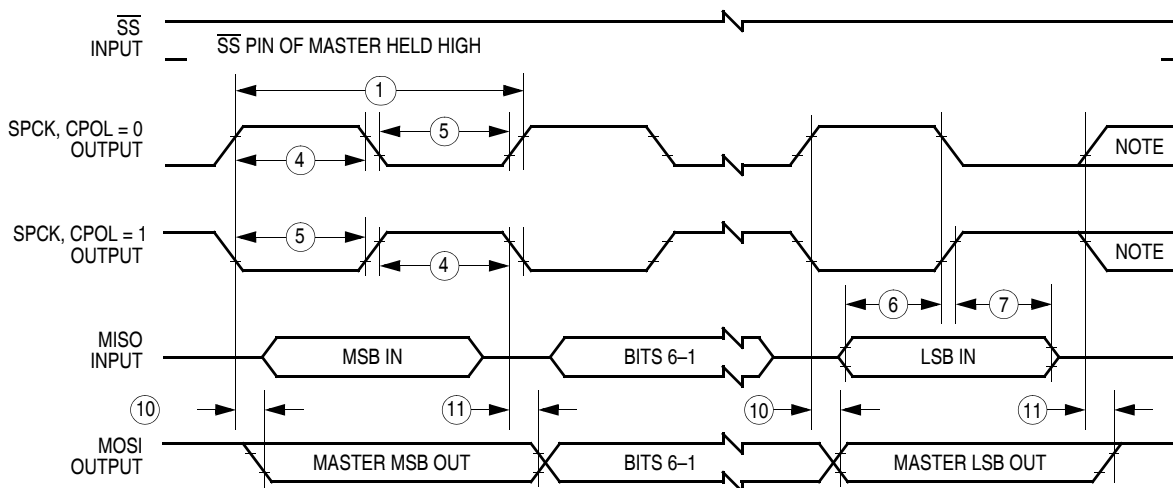 SS
INPUT
SS PIN OF MASTER HELD HIGH
1
SPCK, CPOL = 0
OUTPUT
5
4
NOTE
SPCK, CPOL = 1
OUTPUT
5
4
NOTE
6
7
MISO
INPUT
MSB IN
BITS 6–1
LSB IN
10
11
10
11
MOSI
OUTPUT
MASTER MSB OUT
BITS 6–1
MASTER LSB OUT